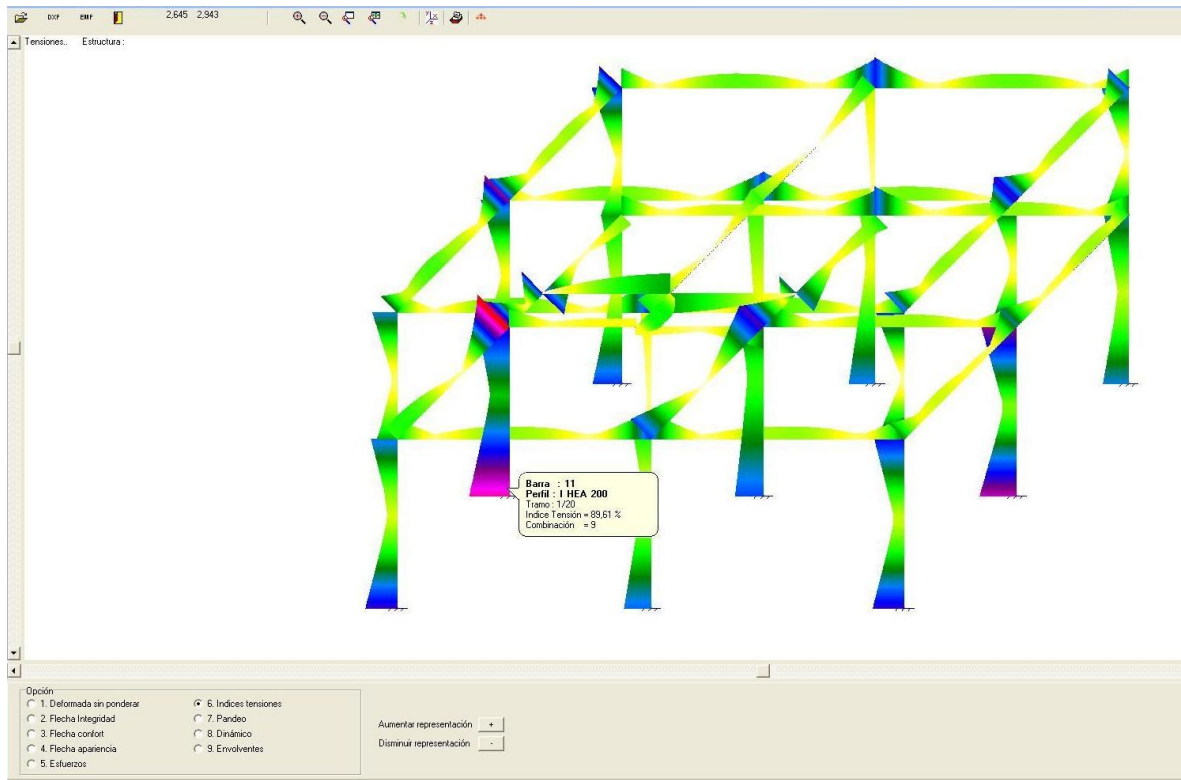 DXF EMF 2,645 2,943
Tensiones.. Estructura :
Barra : 11
Perfil : I HEA 200
Tramo : 1/20
Indice Tensión = 89,61 %
Combinación = 9
Opción
1. Deformada sin ponderar
2. Flecha Integridad
3. Flecha confort
4. Flecha apariencia
5. Esfuerzos
6. Indices tensiones
7. Pandeo
8. Dinámico
9. Envolventes
Aumentar representación +
Disminuir representación -